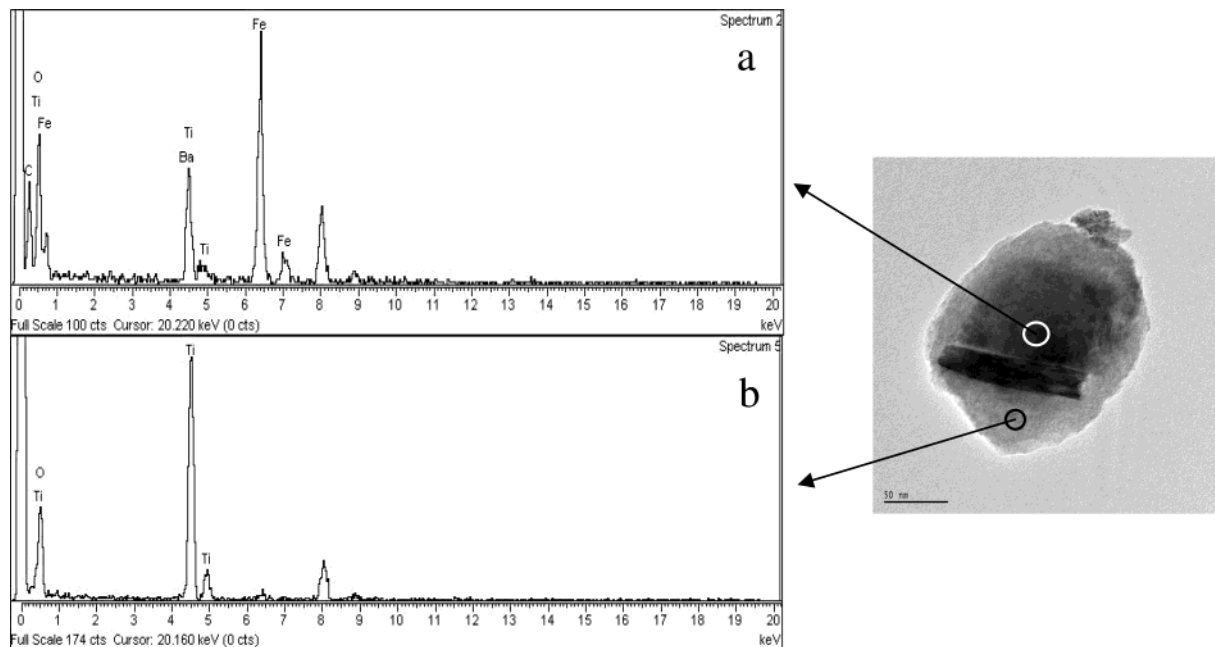 Spectrum 2
a
Fe
O
Ti
Fe
C
Ti
Ba
Ti
Fe
0 1 2 3 4 5 6 7 8 9 10 11 12 13 14 15 16 17 18 19 20
Full Scale 100 cts Cursor: 20.220 keV (0 cts) keV
Spectrum 5
b
Ti
O
Ti
Ti
0 1 2 3 4 5 6 7 8 9 10 11 12 13 14 15 16 17 18 19 20
Full Scale 174 cts Cursor: 20.160 keV (0 cts) keV
50 nm